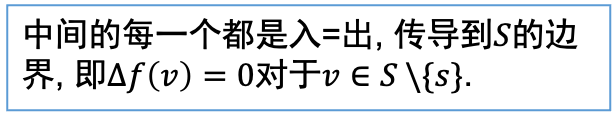 中间的每一个都是入=出, 传导到𝑆的边
界, 即Δ𝑓(𝑣) = 0对于𝑣 ∈ 𝑆 \{𝑠}.